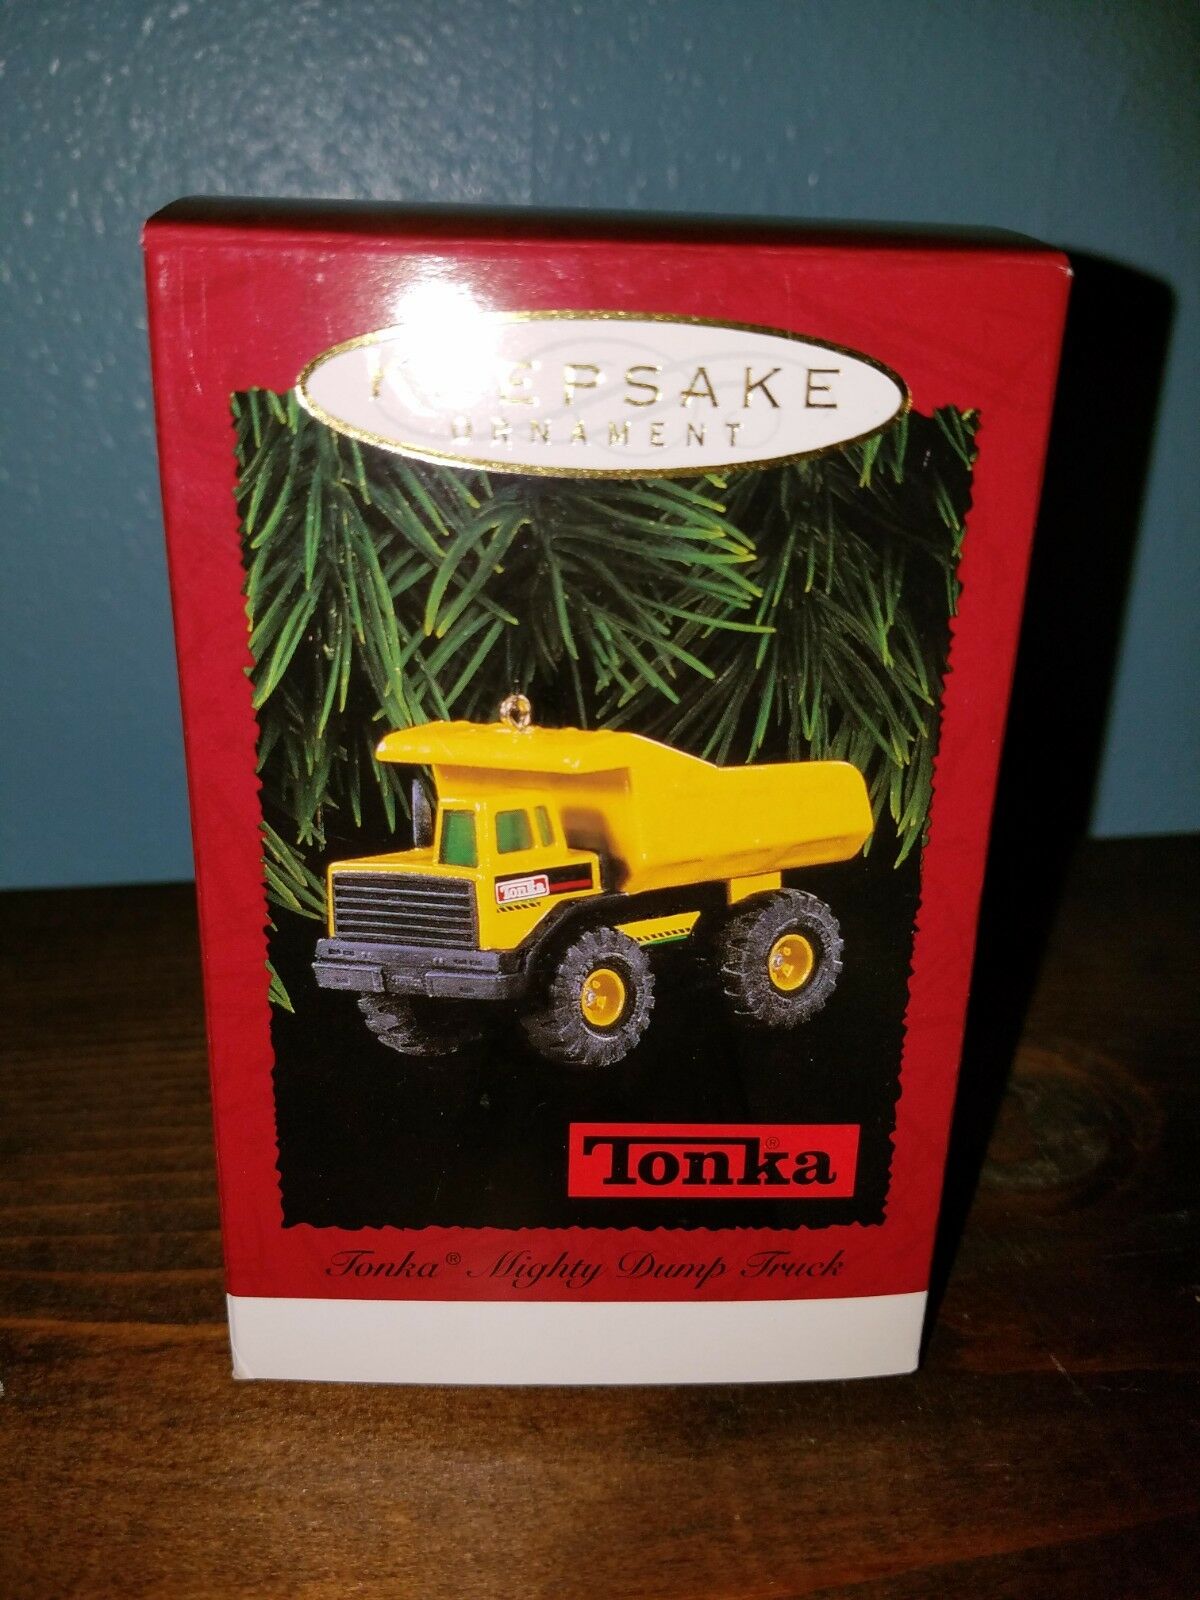 KEEPSAKE
ORNAMENT
Tonka
Tonka®
Tonka® Mighty Dump Truck